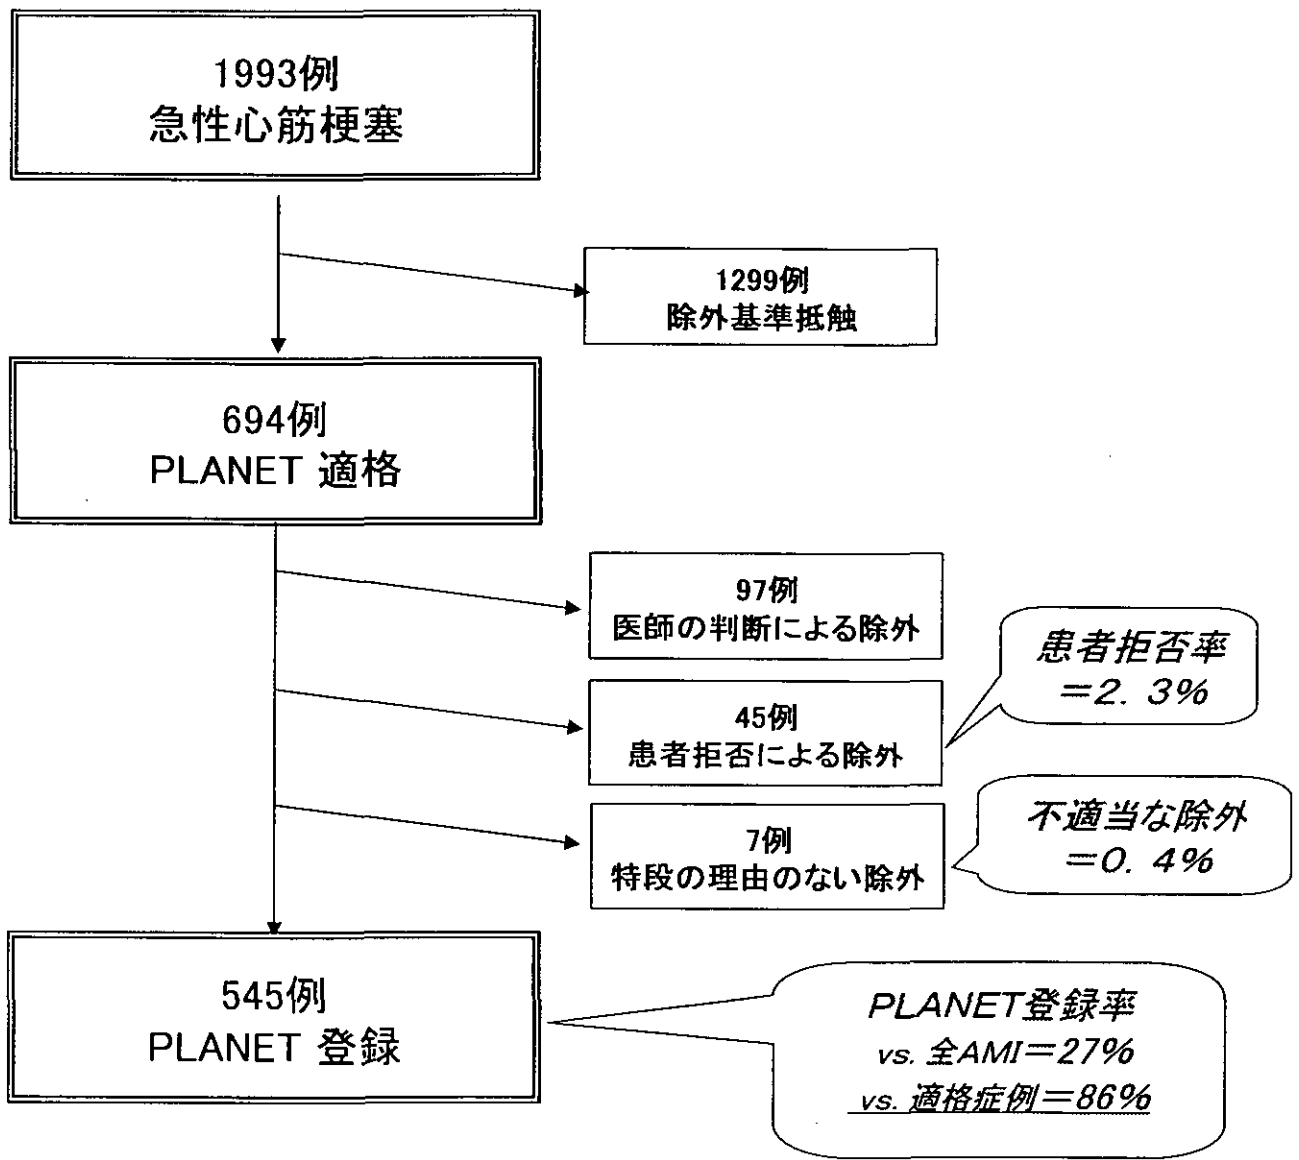 1993例
急性心筋梗塞
1299例
除外基準抵触
694例
PLANET 適格
97例
医師の判断による除外
患者拒否率
＝2. 3%
45例
患者拒否による除外
不適当な除外
＝0. 4%
7例
特段の理由のない除外
545例
PLANET 登録
PLANET登録率
vs. 全AMI＝27%
vs. 適格症例＝86%